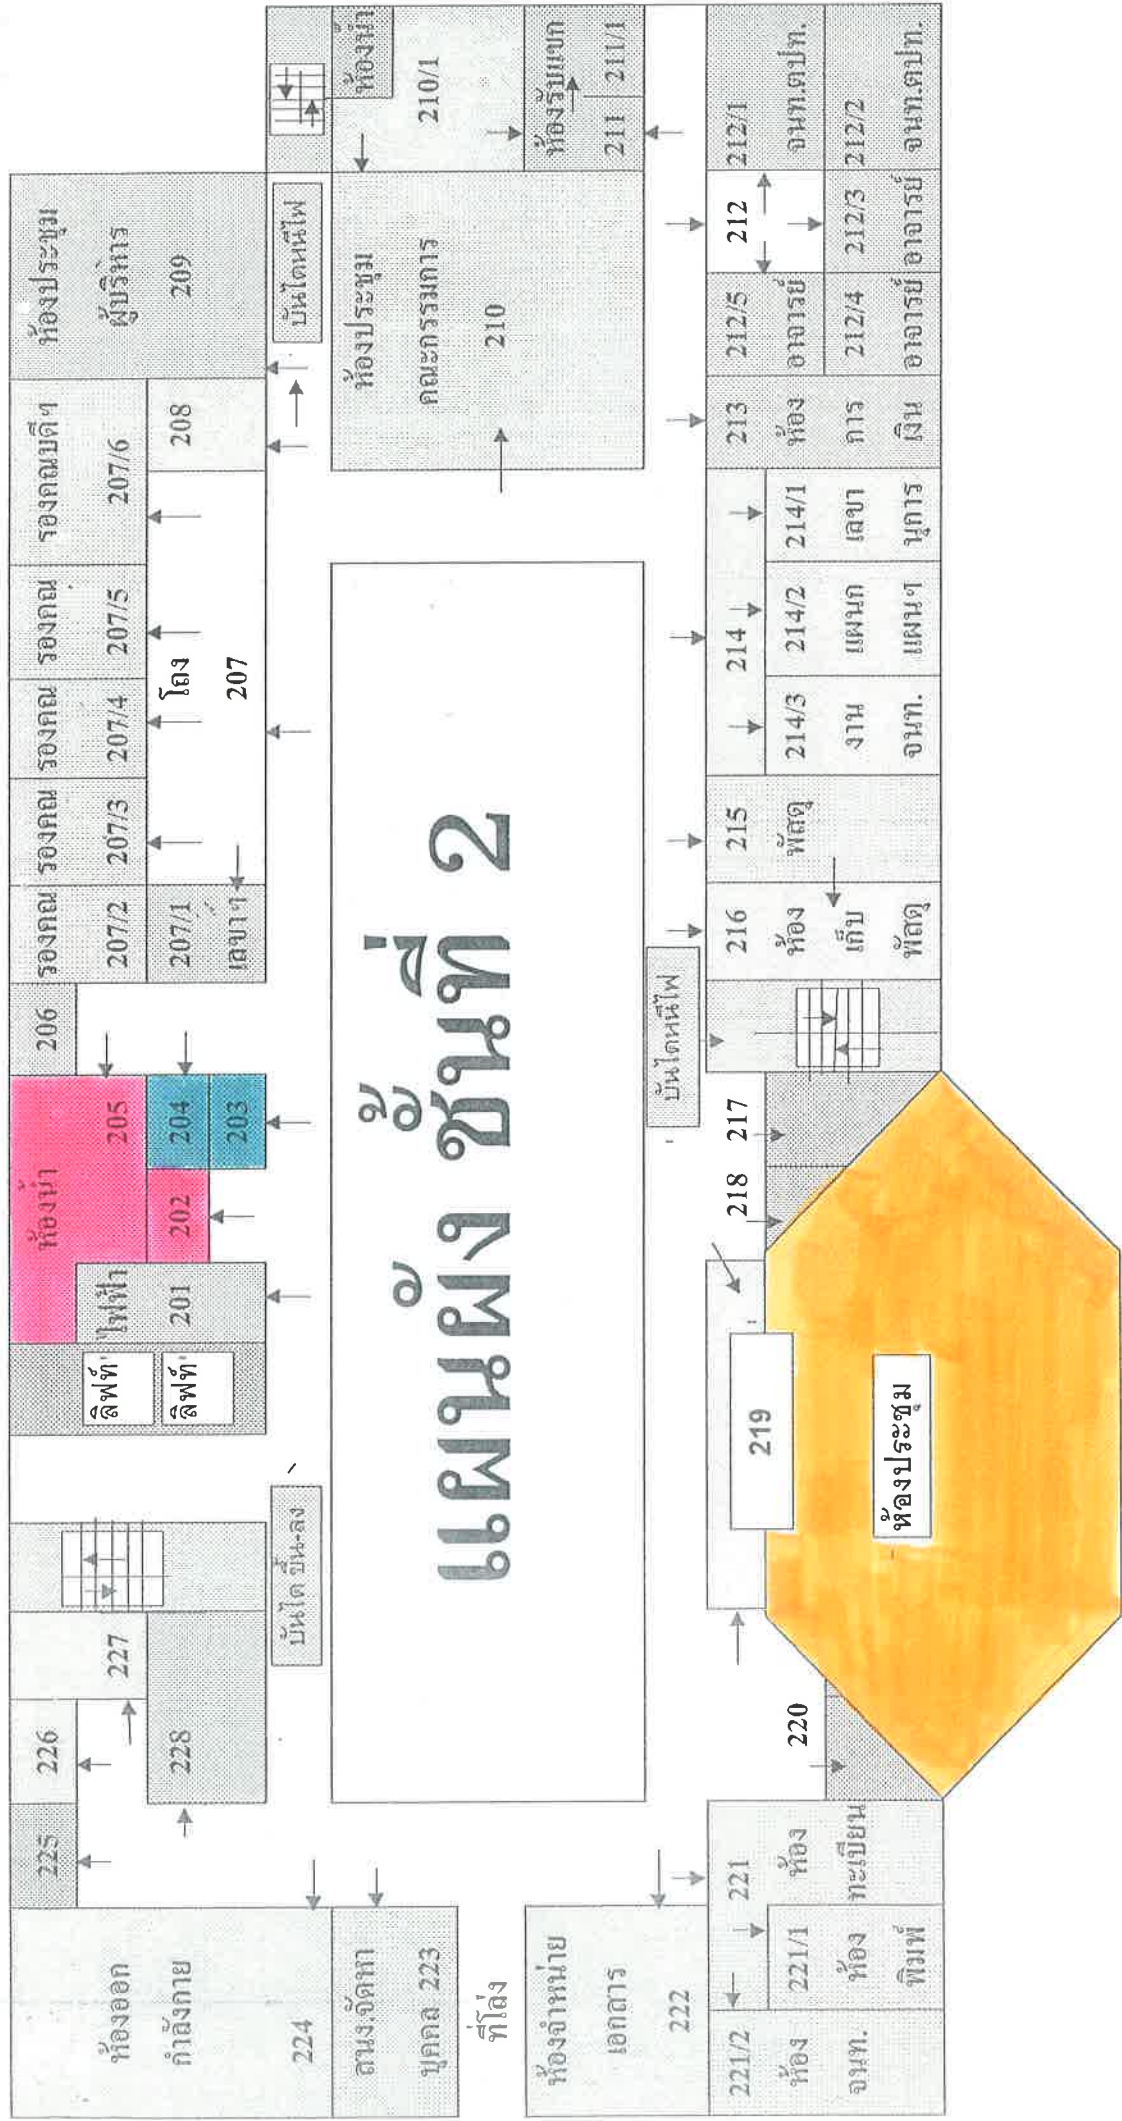 แผนผัง ชั้นที่ 2
ห้องออก
กำลังกาย
224
225
226
227
228
บันได ขึ้น-ลง
ลิฟท์
ลิฟท์
ไฟฟ้า
201
ห้องน้ำ
205
202
204
203
206
รองคณ
207/2
207/1
เลขาฯ
รองคณ
207/3
รองคณ
207/4
รองคณ
207/5
รองคณบดีฯ
207/6
โถง
207
208
ห้องประชุม
ผู้บริหาร
209
บันไดหนีไฟ
ห้องน้ำ
210/1
ห้องประชุม
คณะกรรมการ
210
ห้องรับแขก
211
211/1
สนง.จัดหา
บุคคล 223
ที่โล่ง
ห้องจำหน่าย
เอกสาร
222
221/2
ห้อง
จนท.
221/1
ห้อง
พิมพ์
221
ห้อง
ทะเบียน
220
219
ห้องประชุม
218
217
บันไดหนีไฟ
216
ห้อง
เก็บ
พัสดุ
215
พัสดุ
214
214/3
งาน
จนท.
214/2
แผนก
แผนฯ
214/1
เลขา
นุการ
213
ห้อง
การ
เงิน
212/5
อาจารย์
212/4
อาจารย์
212
212/3
อาจารย์
212/1
จนท.ตปท.
212/2
จนท.ตปท.